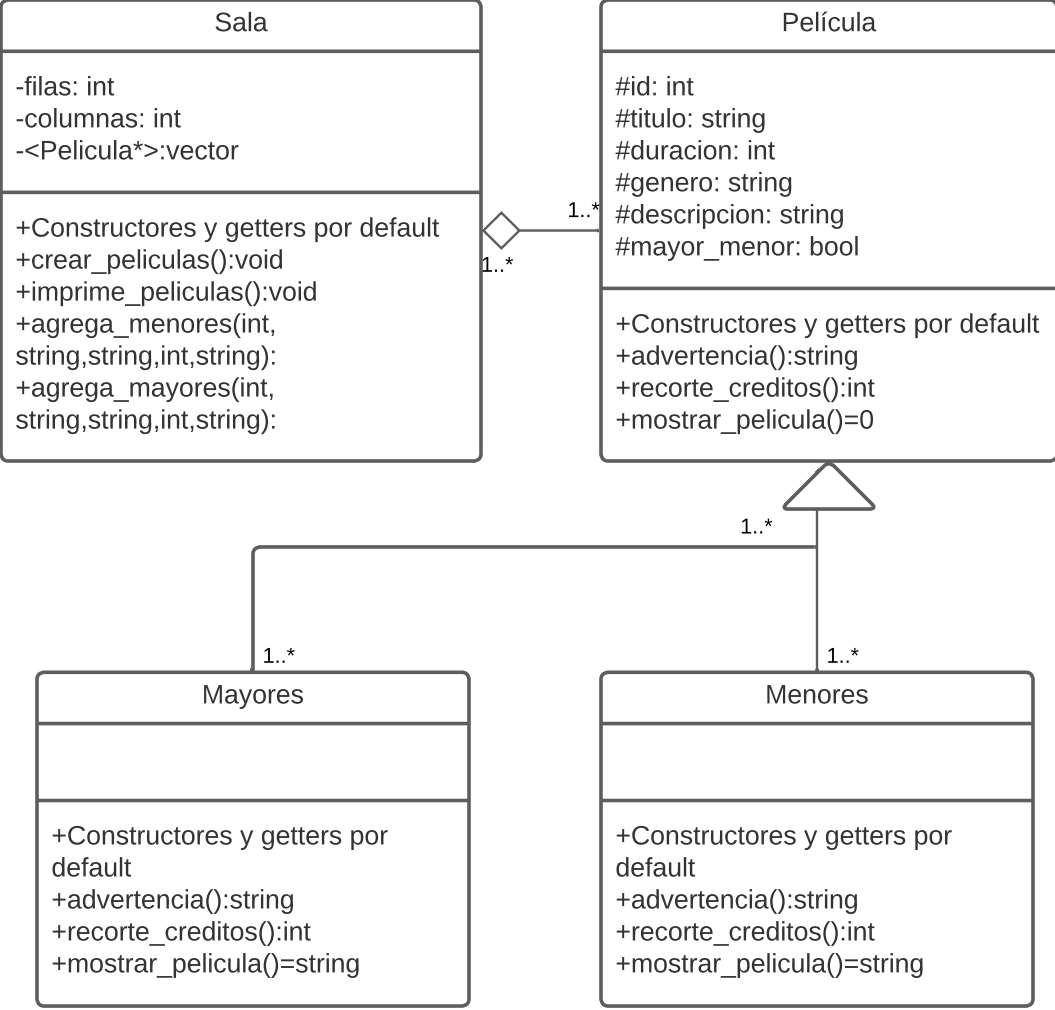 Sala
-filas: int
-columnas: int
-<Pelicula*>:vector
+Constructores y getters por default
+crear_peliculas():void
+imprime_peliculas():void
+agrega_menores(int,
string,string,int,string):
+agrega_mayores(int,
string,string,int,string):
1..*
1..*
Película
#id: int
#titulo: string
#duracion: int
#genero: string
#descripcion: string
#mayor_menor: bool
+Constructores y getters por default
+advertencia():string
+recorte_creditos():int
+mostrar_pelicula()=0
1..*
1..*
1..*
Mayores
+Constructores y getters por
default
+advertencia():string
+recorte_creditos():int
+mostrar_pelicula()=string
Menores
+Constructores y getters por
default
+advertencia():string
+recorte_creditos():int
+mostrar_pelicula()=string